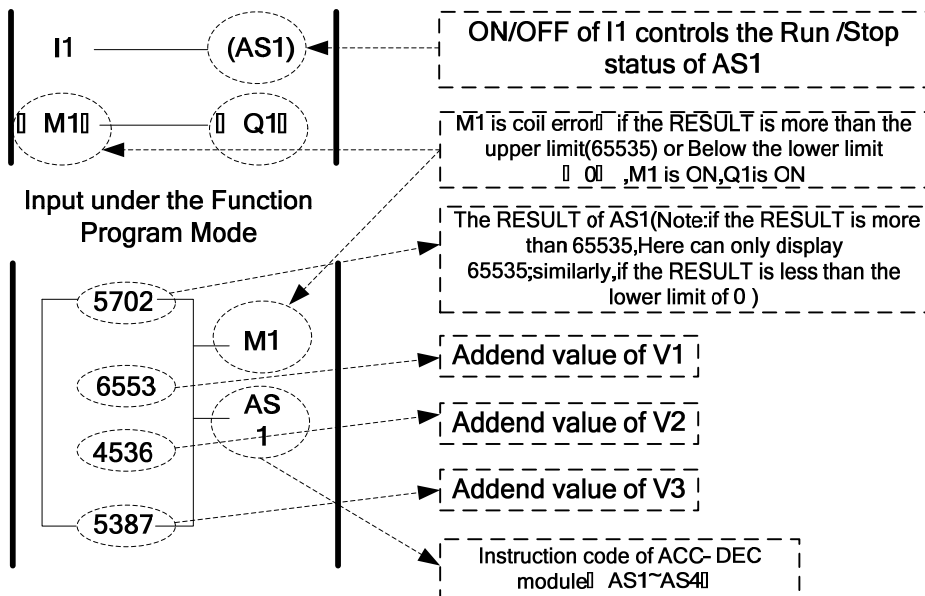 I1
(AS1)
▯ M1▯
▯ Q1▯
Input under the Function
Program Mode
5702
6553
4536
5387
M1
AS
1
ON/OFF of I1 controls the Run /Stop
status of AS1
M1 is coil error▯ if the RESULT is more than the
upper limit(65535) or Below the lower limit
▯ 0▯ ,M1 is ON,Q1is ON
The RESULT of AS1(Note:if the RESULT is more
than 65535,Here can only display
65535;similarly,if the RESULT is less than the
lower limit of 0 )
Addend value of V1
Addend value of V2
Addend value of V3
Instruction code of ACC-DEC
module▯ AS1~AS4▯